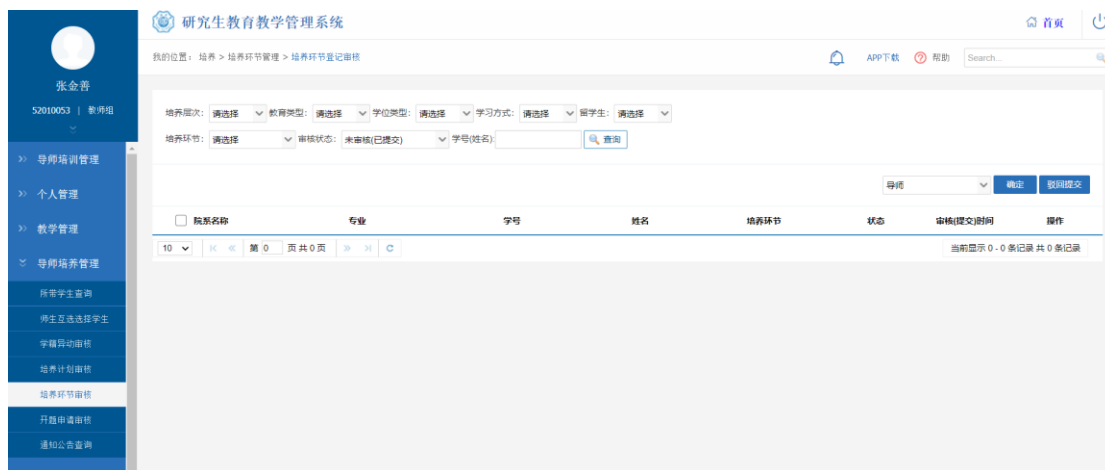 研究生教育教学管理系统
首页
我的位置： 培养 > 培养环节管理 > 培养环节登记审核
APP下载
帮助
Search...
张金善
52010053 | 教师组
导师培训管理
个人管理
教学管理
导师培养管理
所带学生查询
师生互选选择学生
学籍异动审核
培养计划审核
培养环节审核
开题申请审核
通知公告查询
培养层次： 请选择 教育类型： 请选择 学位类型： 请选择 学习方式： 请选择 留学生： 请选择
培养环节： 请选择 审核状态： 未审核(已提交) 学号(姓名): 查询
导师 确定 驳回提交
院系名称 专业 学号 姓名 培养环节 状态 审核(提交)时间 操作
10 第 0 页 共 0 页 当前显示 0 - 0 条记录 共 0 条记录